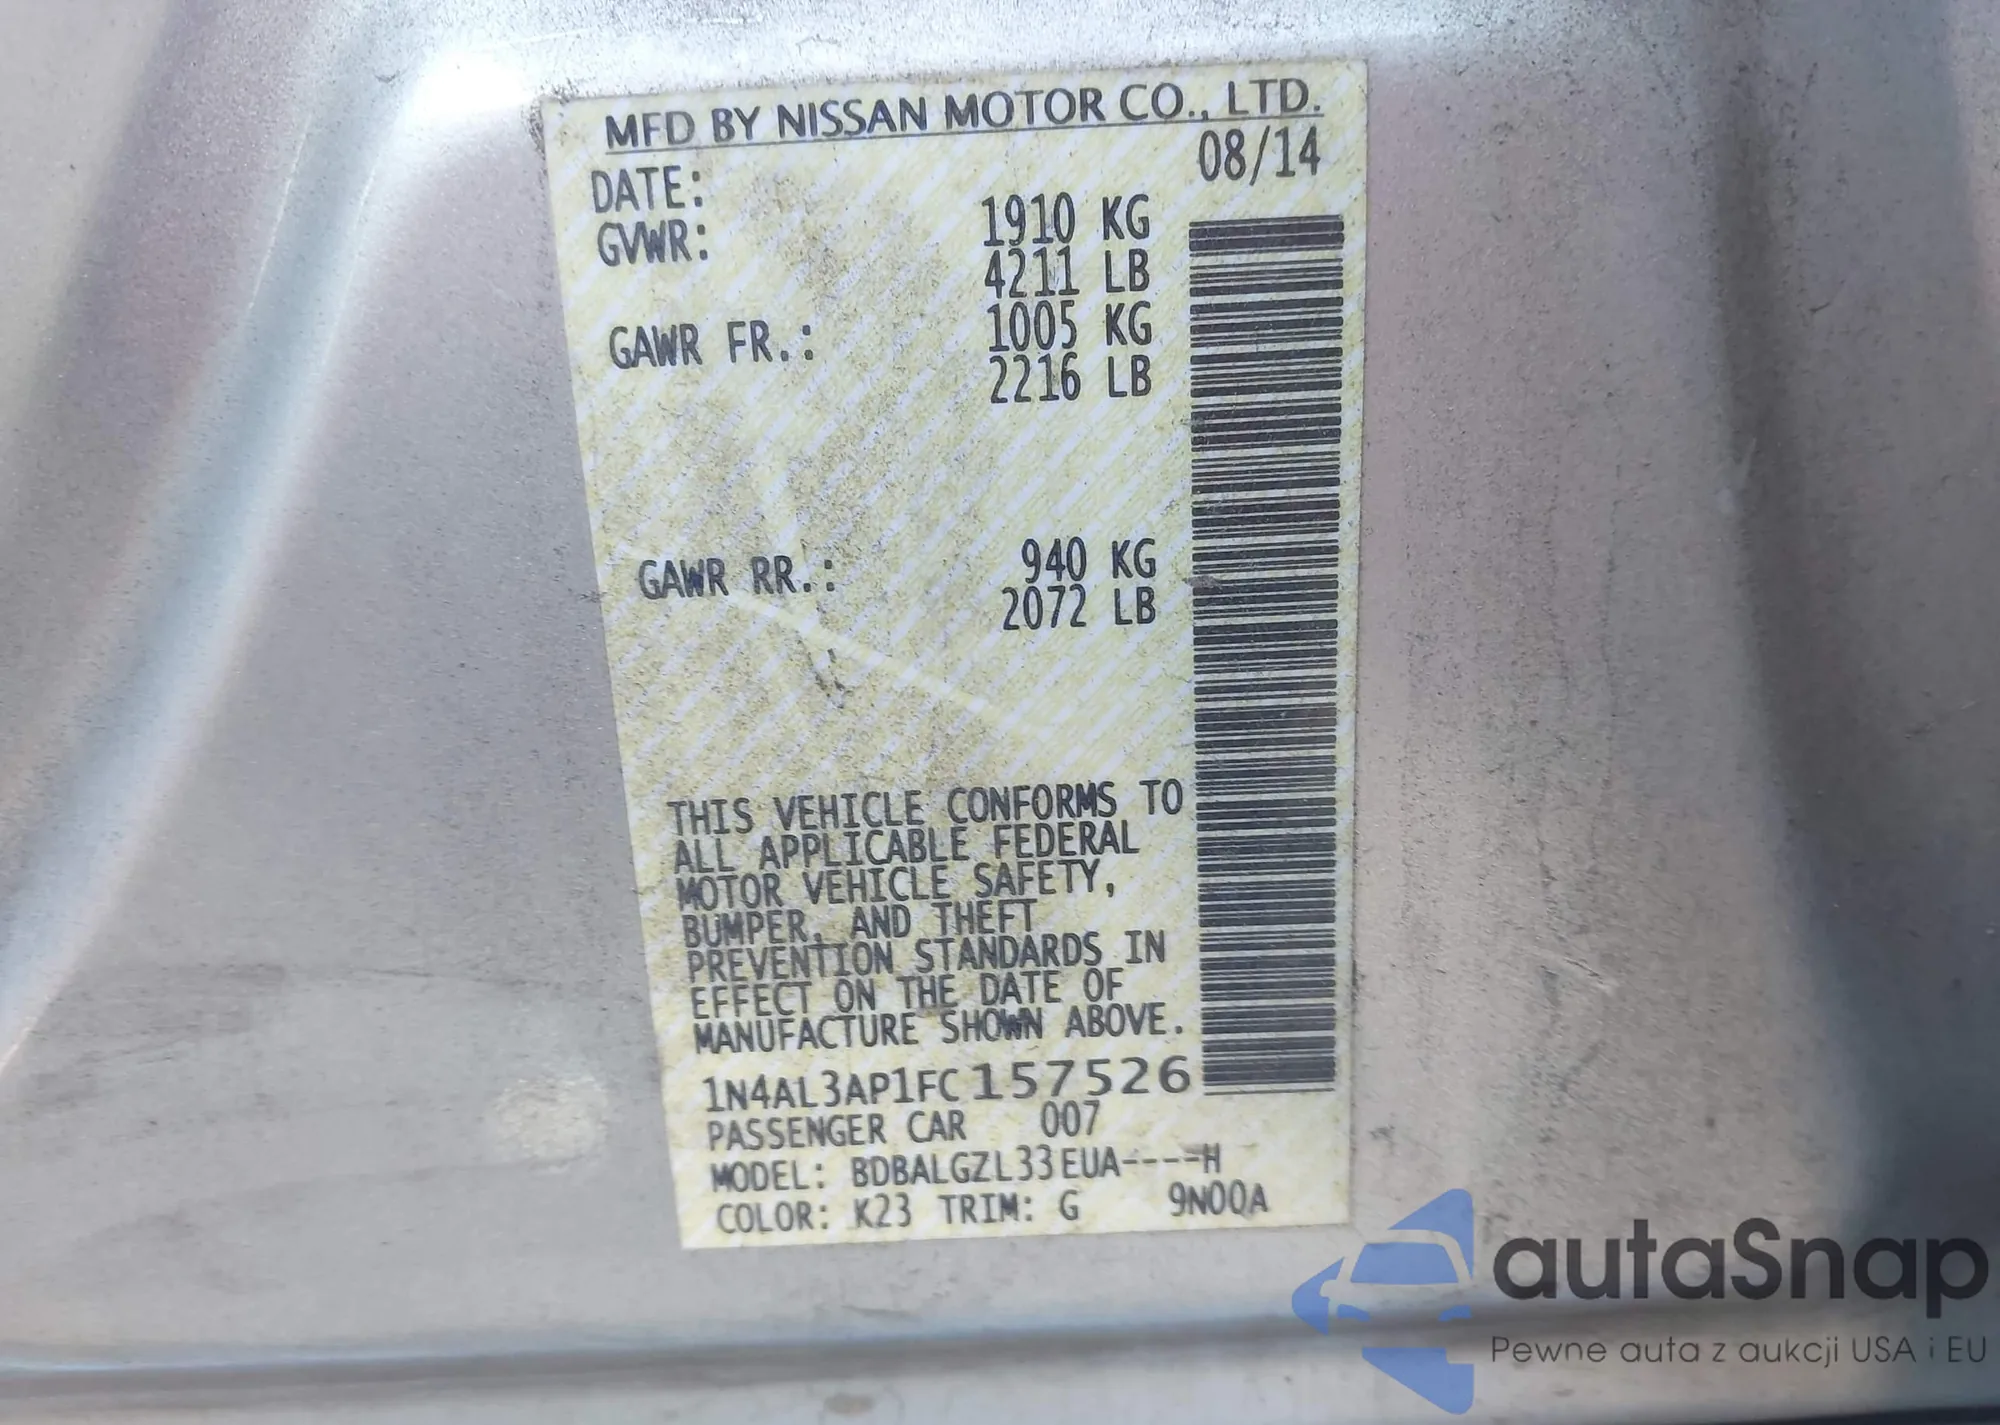 MFD BY NISSAN MOTOR CO., LTD.
DATE: 08/14
GVWR: 1910 KG
4211 LB
GAWR FR.: 1005 KG
2216 LB
GAWR RR.: 940 KG
2072 LB
THIS VEHICLE CONFORMS TO
ALL APPLICABLE FEDERAL
MOTOR VEHICLE SAFETY,
BUMPER, AND THEFT
PREVENTION STANDARDS IN
EFFECT ON THE DATE OF
MANUFACTURE SHOWN ABOVE.
1N4AL3AP1FC157526
PASSENGER CAR 007
MODEL: BDBALGZL33EUA----H
COLOR: K23 TRIM: G 9N00A
autaSnap
Pewne auta z aukcji USA i EU